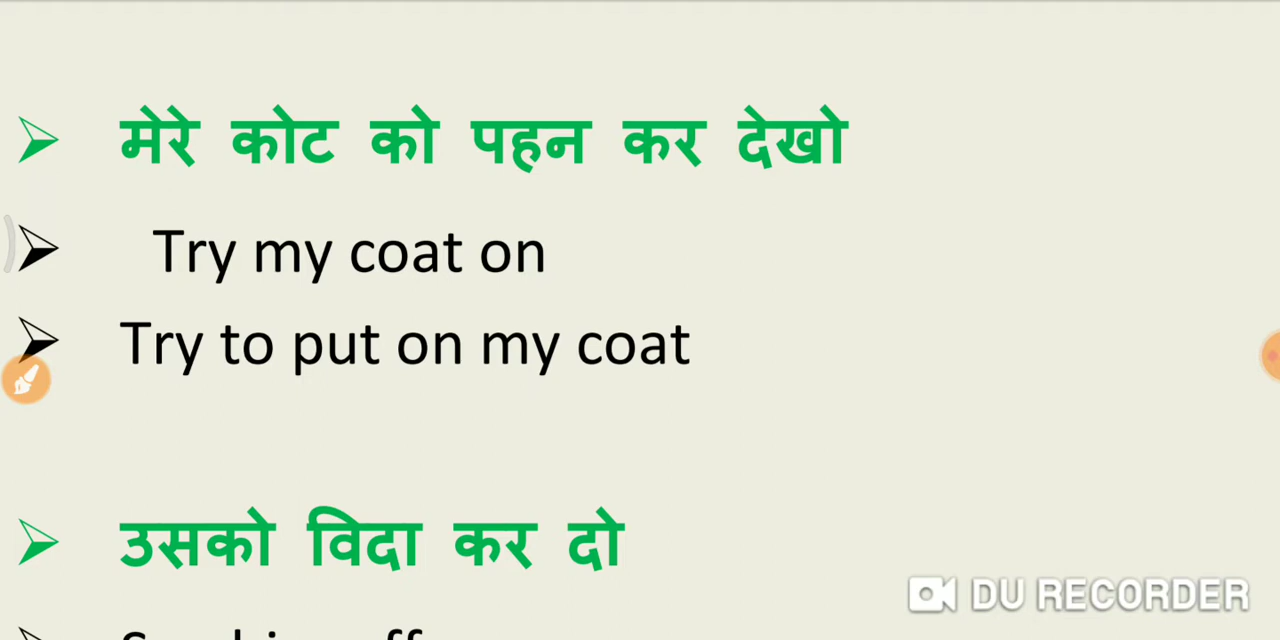 मेरे कोट को पहन कर देखो
Try my coat on
Try to put on my coat
उसको विदा कर दो
DU RECORDER